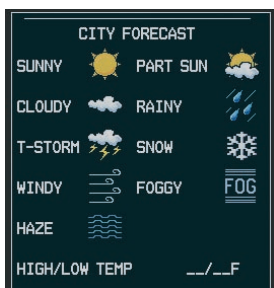 CITY FORECAST
SUNNY PART SUN
CLOUDY RAINY
T-STORM SNOW
WINDY FOGGY FOG
HAZE
HIGH/LOW TEMP __/__F